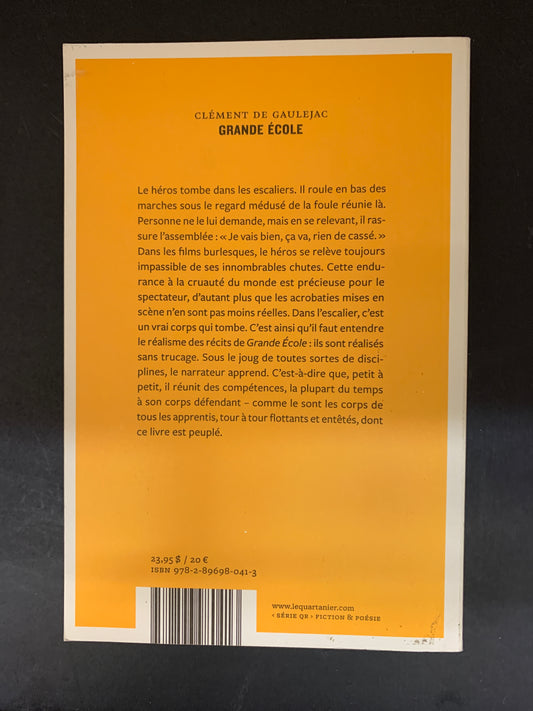 CLÉMENT DE GAULEJAC
GRANDE ÉCOLE
Le héros tombe dans les escaliers. Il roule en bas des
marches sous le regard médusé de la foule réunie là.
Personne ne le lui demande, mais en se relevant, il ras-
sure l'assemblée : « Je vais bien, ça va, rien de cassé. »
Dans les films burlesques, le héros se relève toujours
impassible de ses innombrables chutes. Cette endu-
rance à la cruauté du monde est précieuse pour le
spectateur, d'autant plus que les acrobaties mises en
scène n'en sont pas moins réelles. Dans l'escalier, c'est
un vrai corps qui tombe. C'est ainsi qu'il faut entendre
le réalisme des récits de Grande École : ils sont réalisés
sans trucage. Sous le joug de toutes sortes de disci-
plines, le narrateur apprend. C'est-à-dire que, petit à
petit, il réunit des compétences, la plupart du temps
à son corps défendant – comme le sont les corps de
tous les apprentis, tour à tour flottants et entêtés, dont
ce livre est peuplé.
23,95 $ / 20 €
ISBN 978-2-89698-041-3
www.lequartanier.com
‹ SÉRIE QR › FICTION & POÉSIE